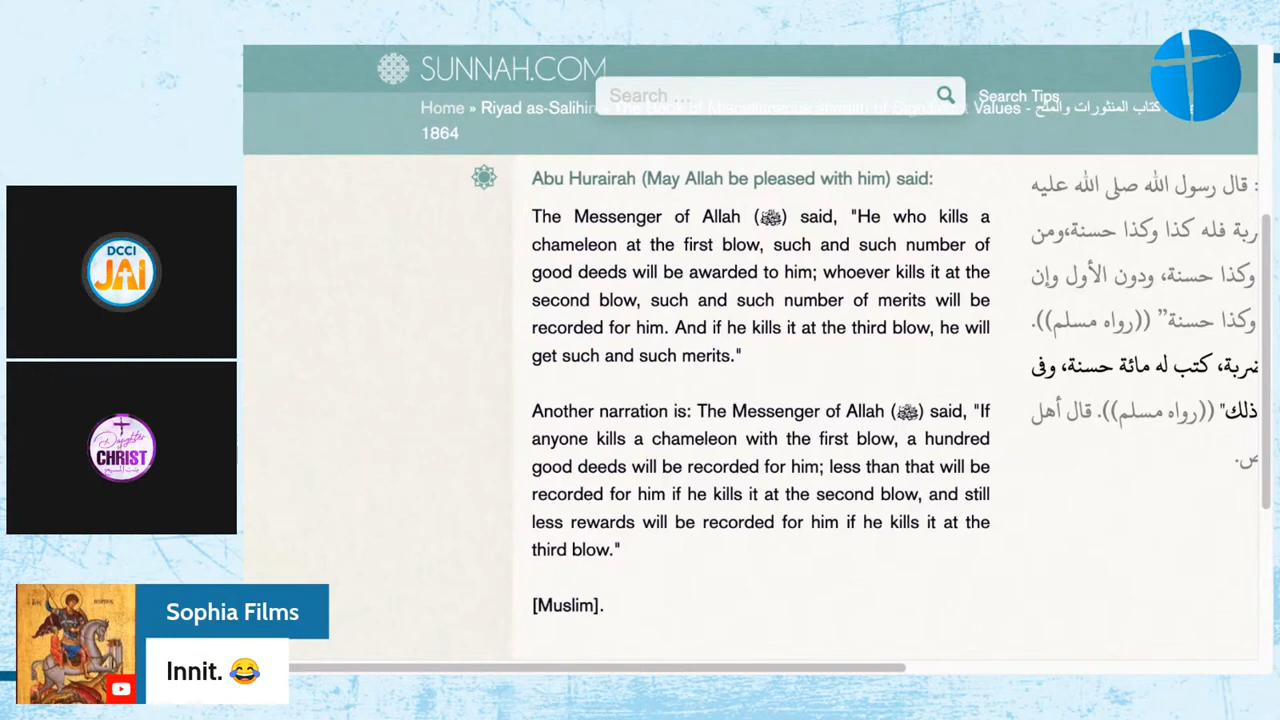 SUNNAH.COM
Search ...
Search Tips
Home » Riyad as-Salihin
Values - كتاب المنثورات والملح
1864
Abu Hurairah (May Allah be pleased with him) said:
The Messenger of Allah (ﷺ) said, "He who kills a
chameleon at the first blow, such and such number of
good deeds will be awarded to him; whoever kills it at the
second blow, such and such number of merits will be
recorded for him. And if he kills it at the third blow, he will
get such and such merits."
Another narration is: The Messenger of Allah (ﷺ) said, "If
anyone kills a chameleon with the first blow, a hundred
good deeds will be recorded for him; less than that will be
recorded for him if he kills it at the second blow, and still
less rewards will be recorded for him if he kills it at the
third blow."
[Muslim].
: قال رسول الله صلى الله عليه
ربة فله كذا وكذا حسنة،ومن
وكذا حسنة، ودون الأول وإن
وكذا حسنة” ((رواه مسلم)).
ضربة، كتب له مائة حسنة، وفى
ذلك" ((رواه مسلم)). قال أهل
ص.
DCCI
JAI
Daughter
of
CHRIST
Sophia Films
Innit. 😂